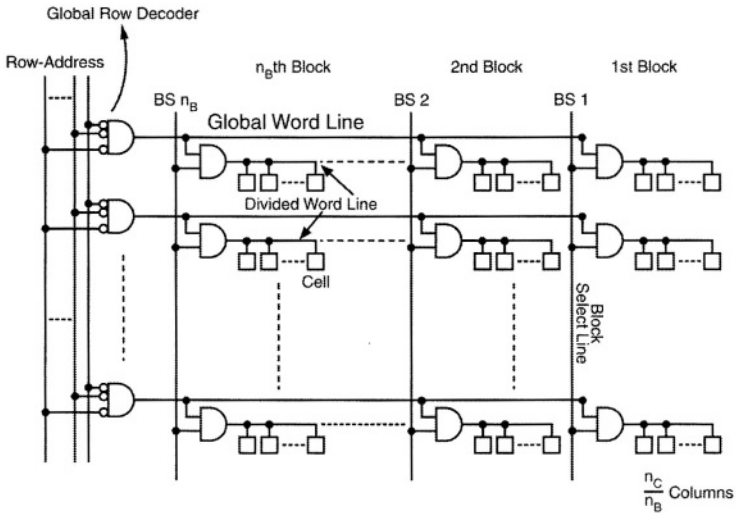 Global Row Decoder
Row-Address
n_Bth Block
2nd Block
1st Block
BS n_B
BS 2
BS 1
Global Word Line
Divided Word Line
Cell
Block
Select Line
n_C
n_B
Columns